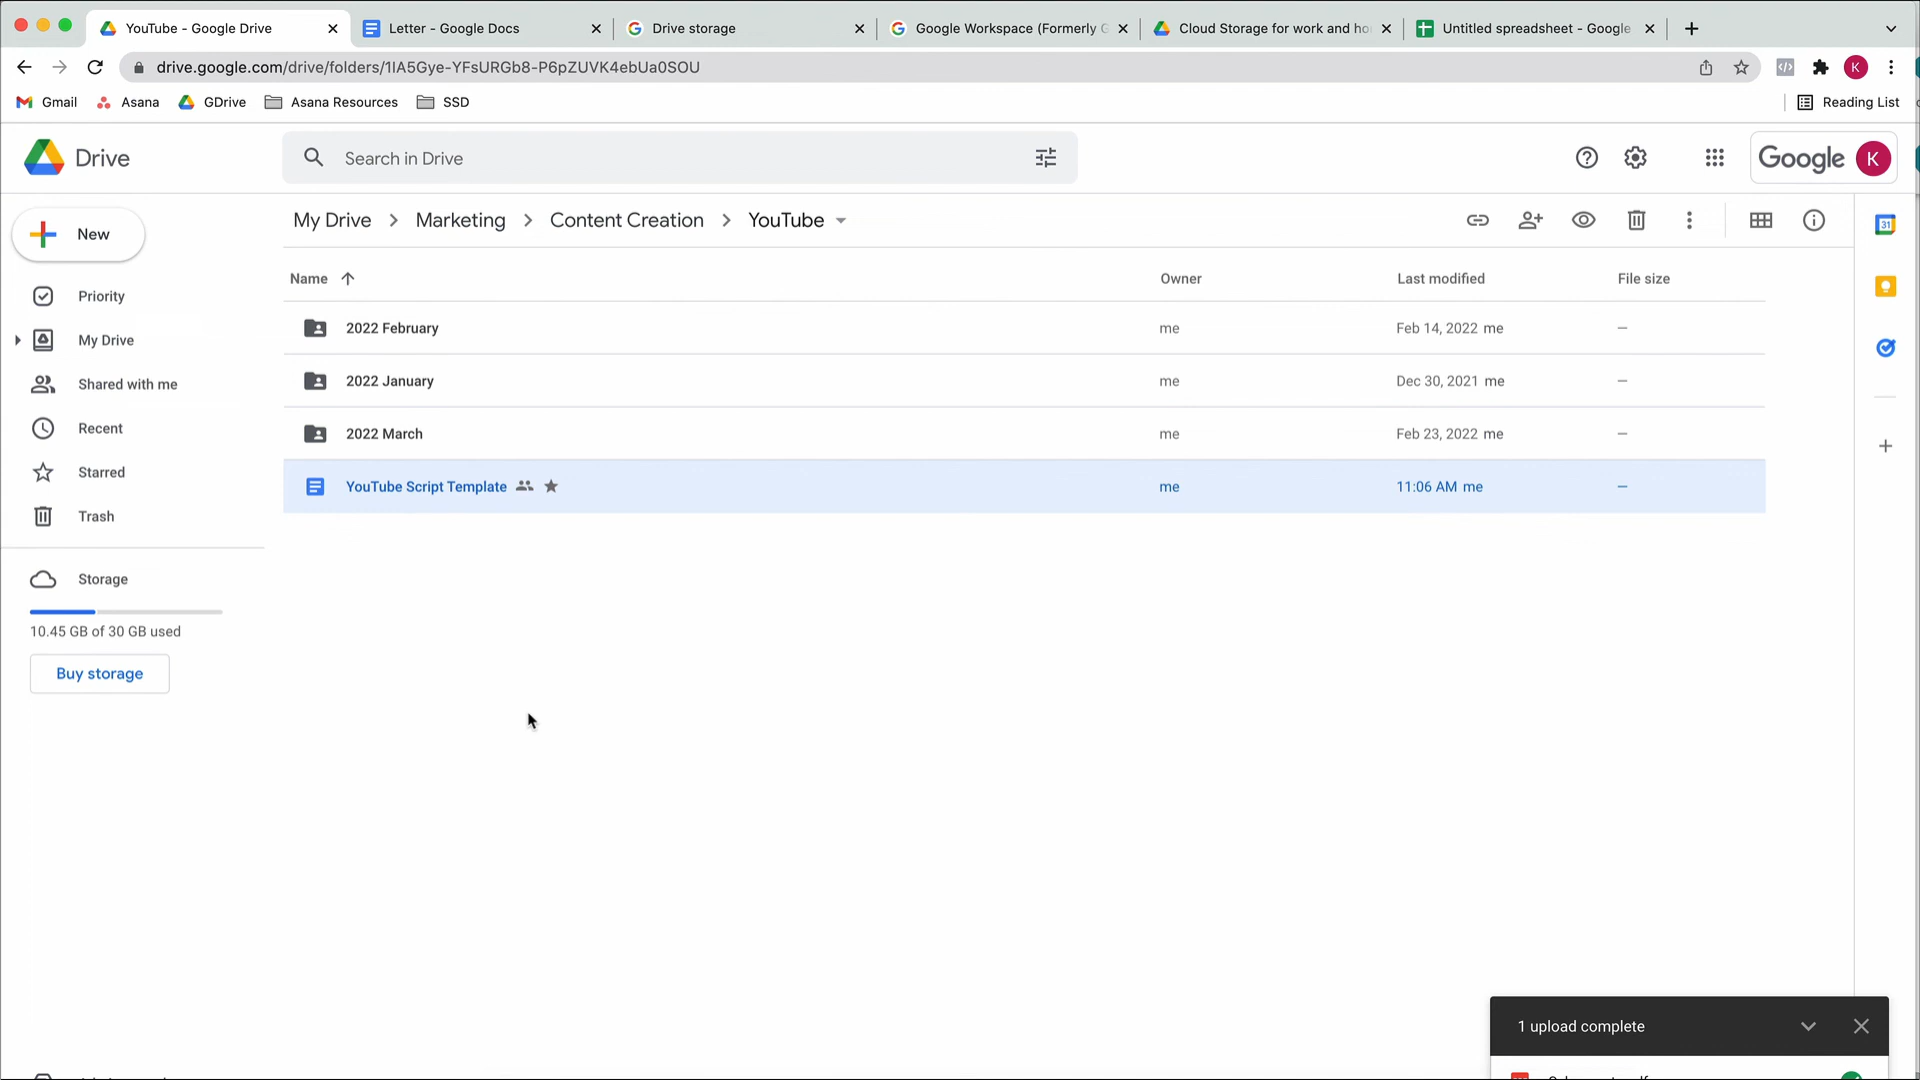 YouTube - Google Drive
Letter - Google Docs
Drive storage
Google Workspace (Formerly G
Cloud Storage for work and ho
Untitled spreadsheet - Google
drive.google.com/drive/folders/1IA5Gye-YFsURGb8-P6pZUVK4ebUa0SOU
K
Gmail
Asana
GDrive
Asana Resources
SSD
Reading List
Drive
Search in Drive
Google
K
New
My Drive
Marketing
Content Creation
YouTube
31
Name
Owner
Last modified
File size
Priority
2022 February
me
Feb 14, 2022 me
–
My Drive
2022 January
me
Dec 30, 2021 me
–
Shared with me
Recent
2022 March
me
Feb 23, 2022 me
–
Starred
YouTube Script Template
me
11:06 AM me
–
Trash
Storage
10.45 GB of 30 GB used
Buy storage
1 upload complete